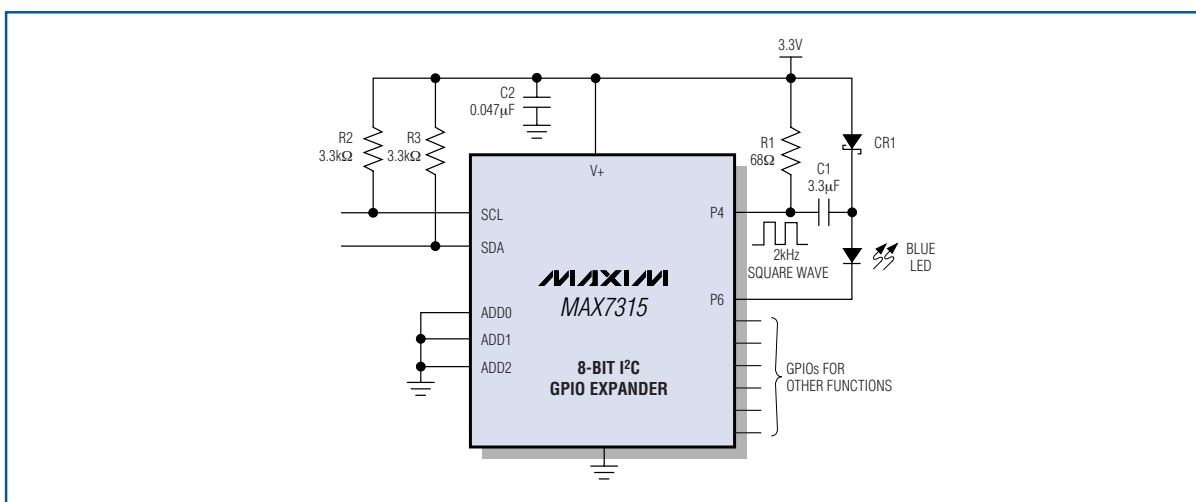 3.3V
C2
0.047µF
R2
3.3kΩ
R3
3.3kΩ
R1
68Ω
CR1
C1
3.3µF
V+
SCL
SDA
P4
2kHz
SQUARE WAVE
BLUE
LED
MAXIM
MAX7315
P6
ADD0
ADD1
ADD2
8-BIT I²C
GPIO EXPANDER
GPIOs FOR
OTHER FUNCTIONS